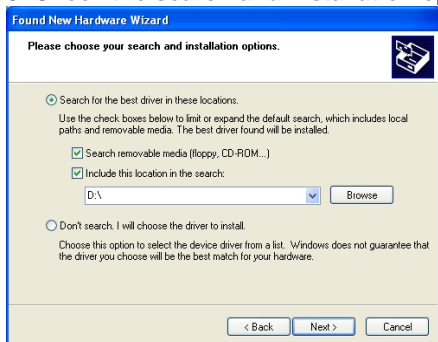 Found New Hardware Wizard
Please choose your search and installation options.
Search for the best driver in these locations.
Use the check boxes below to limit or expand the default search, which includes local
paths and removable media. The best driver found will be installed.
Search removable media (floppy, CD-ROM...)
Include this location in the search:
D:\
Browse
Don't search. I will choose the driver to install.
Choose this option to select the device driver from a list. Windows does not guarantee that
the driver you choose will be the best match for your hardware.
< Back
Next >
Cancel